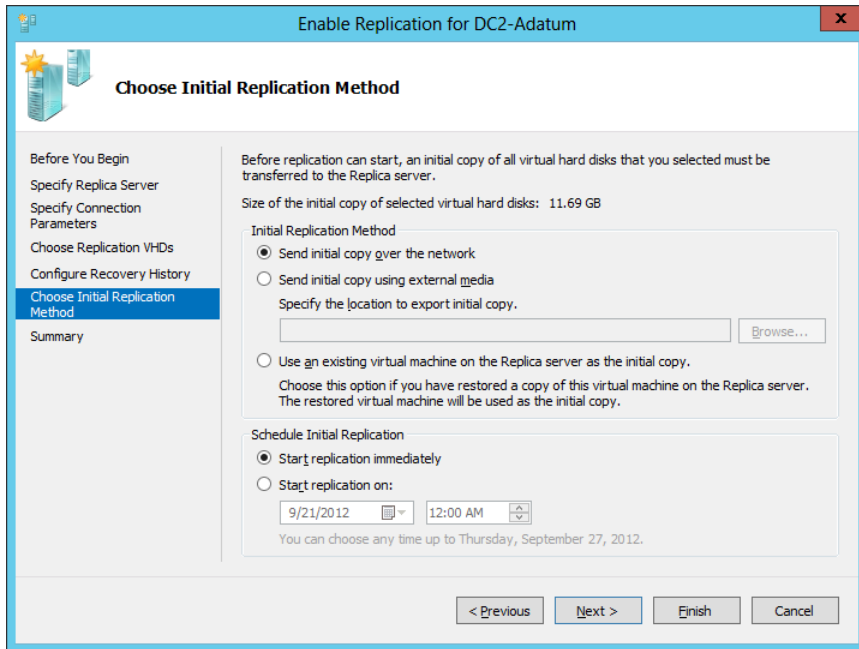 Enable Replication for DC2-Adatum
x
Choose Initial Replication Method
Before You Begin
Specify Replica Server
Specify Connection
Parameters
Choose Replication VHDs
Configure Recovery History
Choose Initial Replication
Method
Summary
Before replication can start, an initial copy of all virtual hard disks that you selected must be
transferred to the Replica server.
Size of the initial copy of selected virtual hard disks: 11.69 GB
Initial Replication Method
Send initial copy over the network
Send initial copy using external media
Specify the location to export initial copy.
Browse...
Use an existing virtual machine on the Replica server as the initial copy.
Choose this option if you have restored a copy of this virtual machine on the Replica server.
The restored virtual machine will be used as the initial copy.
Schedule Initial Replication
Start replication immediately
Start replication on:
9/21/2012 12:00 AM
You can choose any time up to Thursday, September 27, 2012.
< Previous Next > Finish Cancel